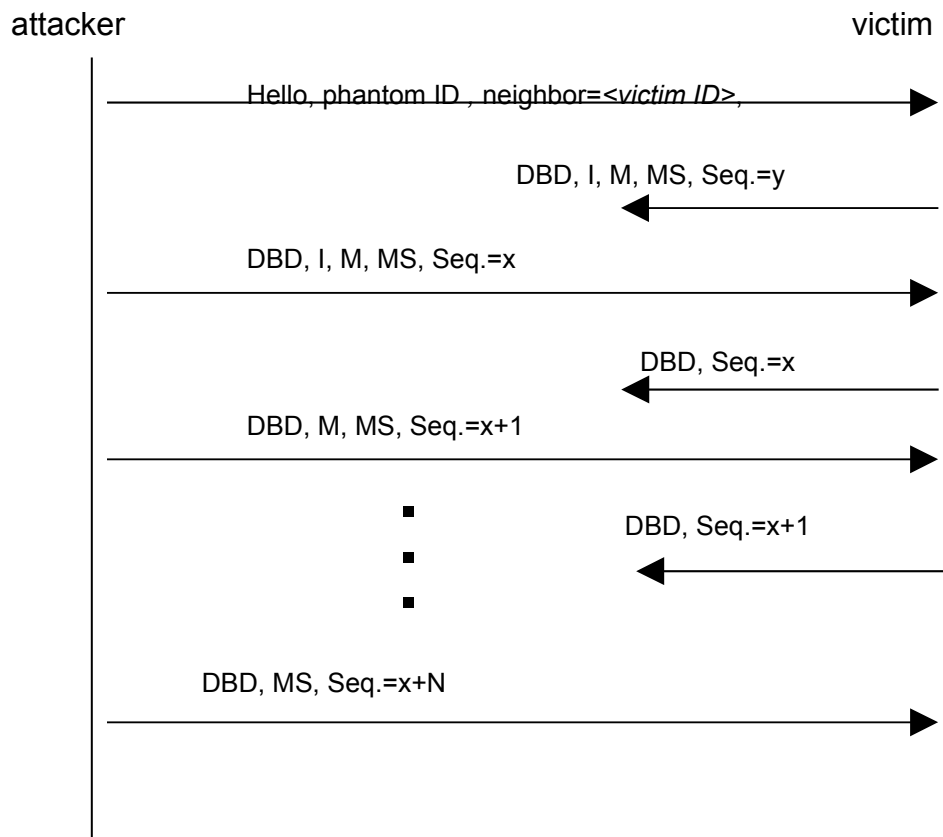 attacker victim
Hello, phantom ID , neighbor=<victim ID>,
DBD, I, M, MS, Seq.=y
DBD, I, M, MS, Seq.=x
DBD, Seq.=x
DBD, M, MS, Seq.=x+1
DBD, Seq.=x+1
DBD, MS, Seq.=x+N